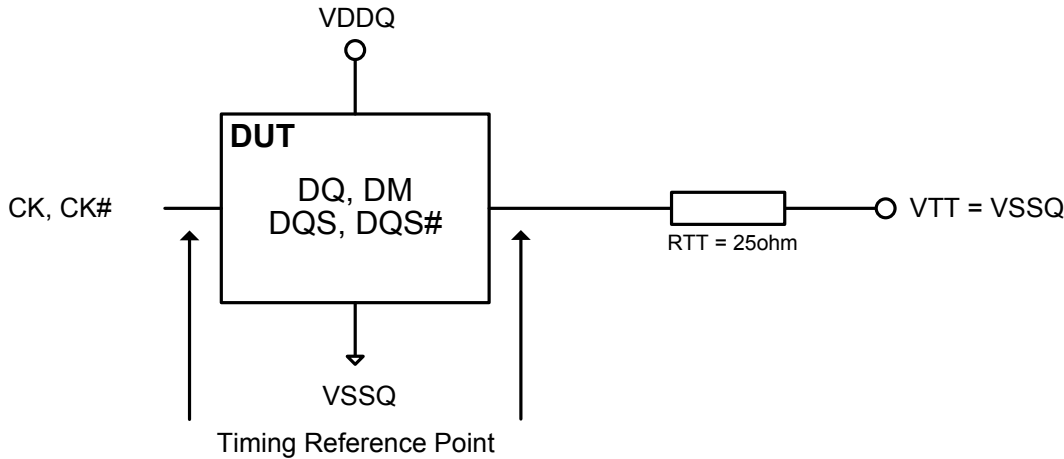 VDDQ
DUT
DQ, DM
DQS, DQS#
CK, CK#
VTT = VSSQ
RTT = 25ohm
VSSQ
Timing Reference Point